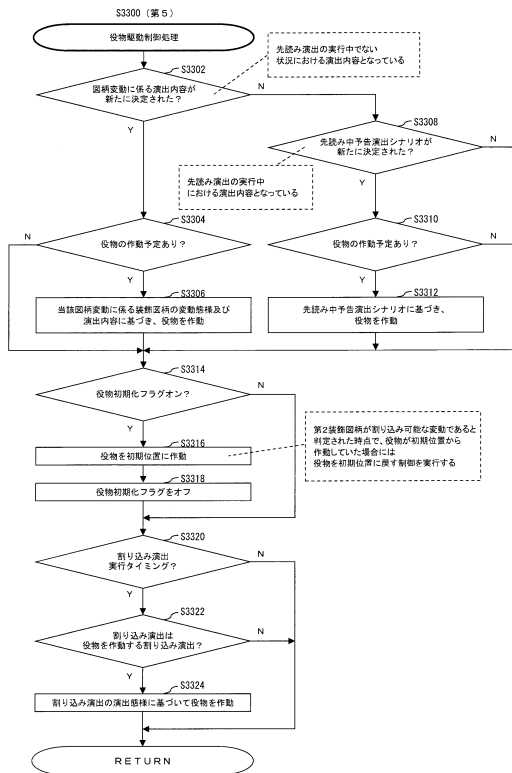 S3300（第５）
役物駆動制御処理
S3302
図柄変動に係る演出内容が
新たに決定された？
N
Y
先読み演出の実行中でない
状況における演出内容となっている
S3308
先読み中予告演出シナリオが
新たに決定された？
N
Y
先読み演出の実行中
における演出内容となっている
S3304
N
役物の作動予定あり？
Y
S3310
役物の作動予定あり？
N
Y
S3306
当該図柄変動に係る装飾図柄の変動態様及び
演出内容に基づき、役物を作動
S3312
先読み中予告演出シナリオに基づき、
役物を作動
S3314
役物初期化フラグオン？
N
Y
第２装飾図柄が割り込み可能な変動であると
判定された時点で、役物が初期位置から
作動していた場合には
役物を初期位置に戻す制御を実行する
S3316
役物を初期位置に作動
S3318
役物初期化フラグをオフ
S3320
割り込み演出
実行タイミング？
N
Y
S3322
割り込み演出は
役物を作動する割り込み演出？
N
Y
S3324
割り込み演出の演出態様に基づいて役物を作動
RETURN